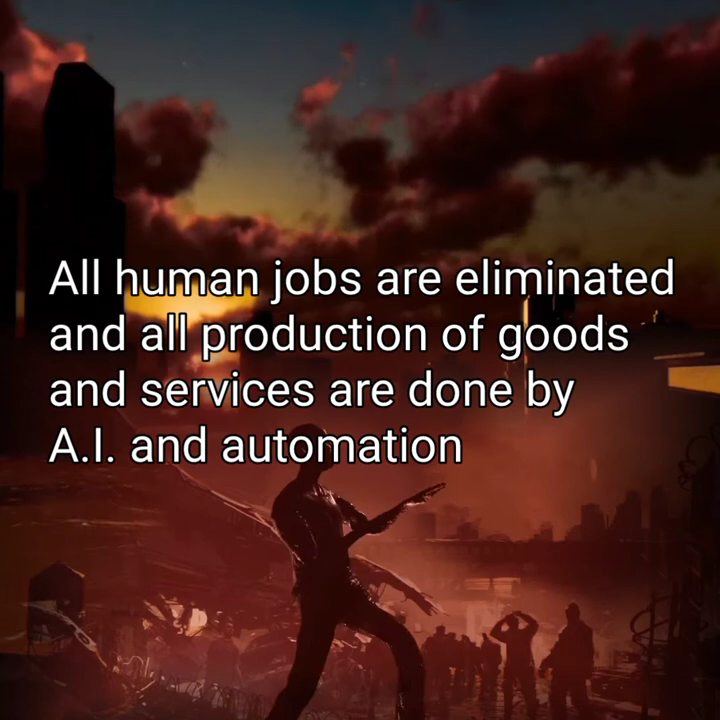 All human jobs are eliminated
and all production of goods
and services are done by
A.I. and automation